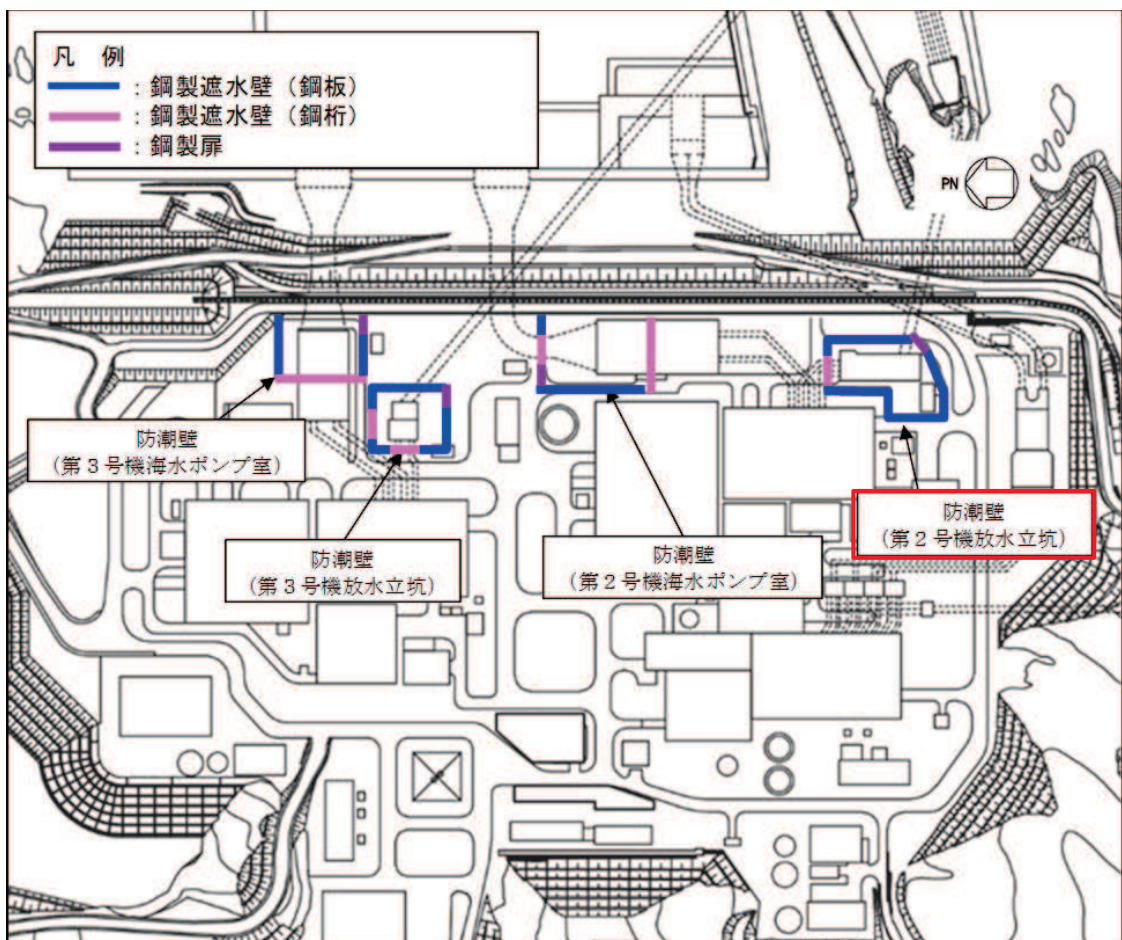 凡 例
：鋼製遮水壁（鋼板）
：鋼製遮水壁（鋼桁）
：鋼製扉
PN
防潮壁
(第３号機海水ポンプ室)
防潮壁
(第３号機放水立坑)
防潮壁
(第２号機海水ポンプ室)
防潮壁
(第２号機放水立坑)